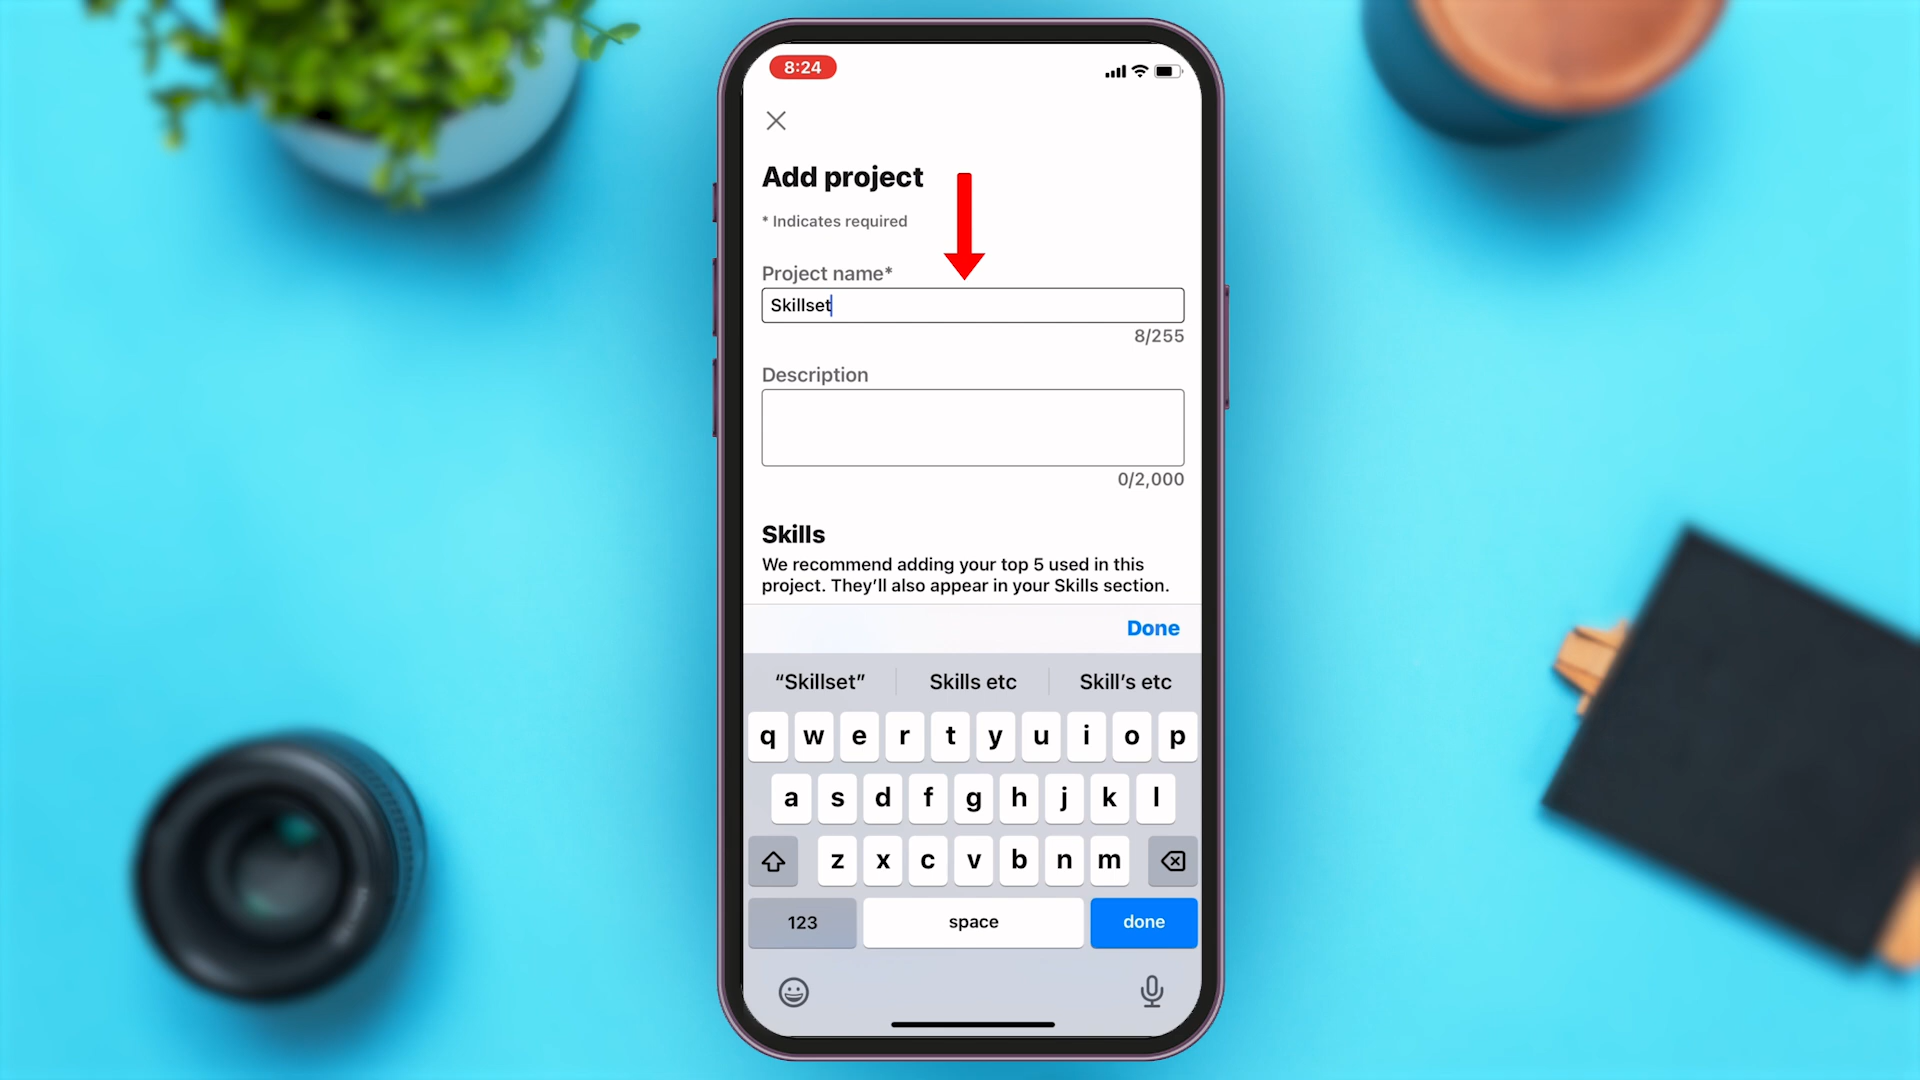 8:24
Add project
* Indicates required
Project name*
Skillset
8/255
Description
0/2,000
Skills
We recommend adding your top 5 used in this
project. They’ll also appear in your Skills section.
Done
“Skillset” Skills etc Skill’s etc
q w e r t y u i o p
a s d f g h j k l
z x c v b n m
123 space done